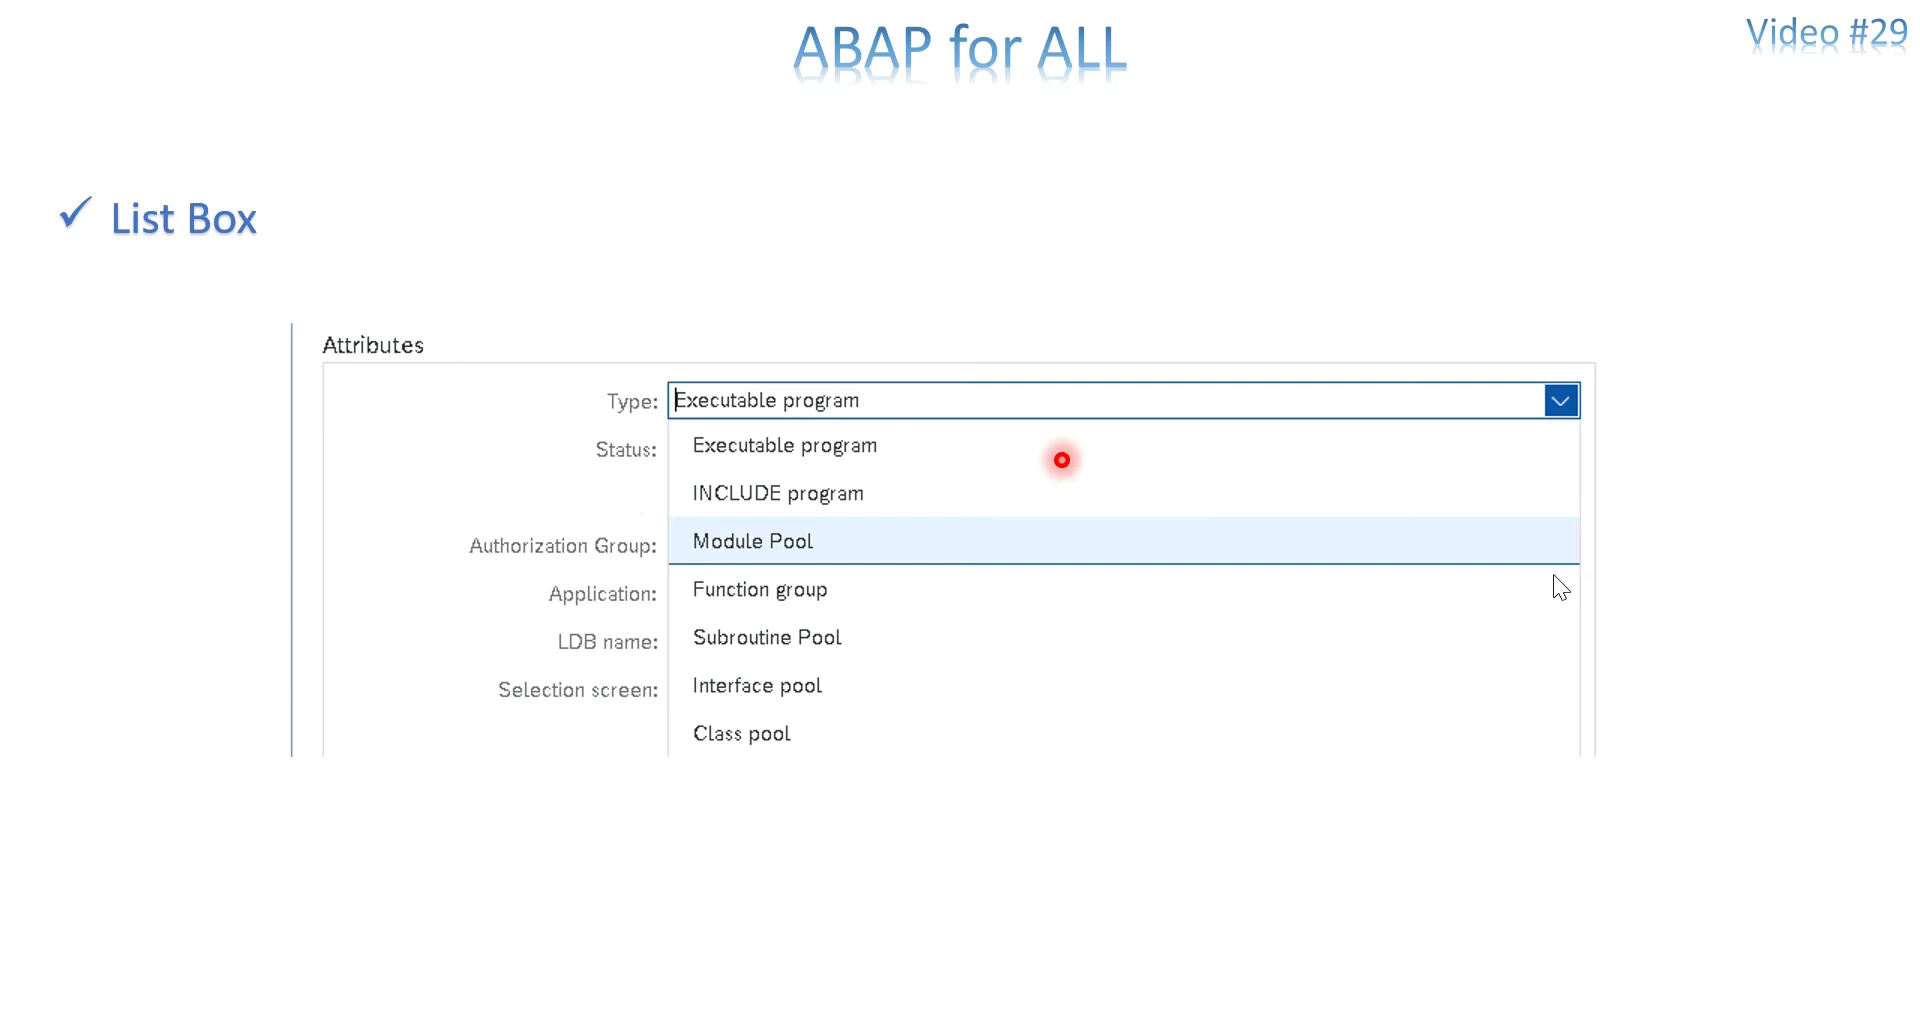 ABAP for ALL
Video #29
✓ List Box
Attributes
Type: Executable program
Status: Executable program
INCLUDE program
Authorization Group: Module Pool
Application: Function group
LDB name: Subroutine Pool
Selection screen: Interface pool
Class pool